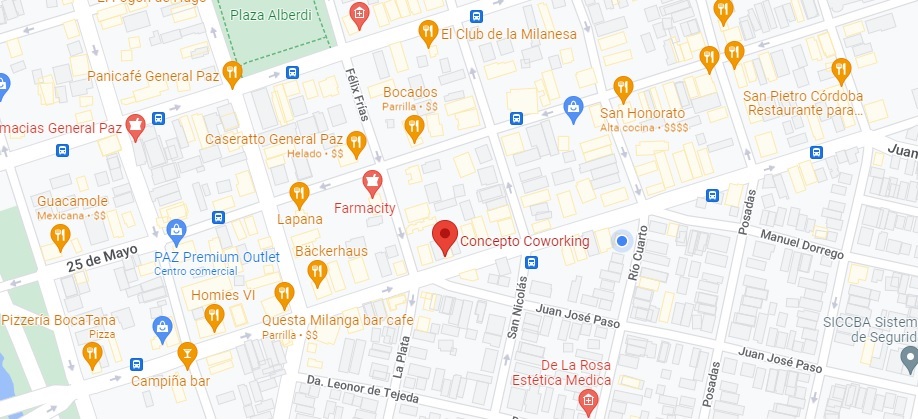 Plaza Alberdi
El Club de la Milanesa
Panicafé General Paz
Félix Frías
Bocados
Parrilla • $$
San Honorato
Alta cocina • $$$$
San Pietro Córdoba
Restaurante para...
macias General Paz
Caseratto General Paz
Helado • $$
Juan
Guacamole
Mexicana • $$
Lapana
Farmacity
Posadas
25 de Mayo
PAZ Premium Outlet
Centro comercial
Bäckerhaus
Concepto Coworking
Río Cuarto
Manuel Dorrego
Homies VI
Pizzería BocaTana
Pizza
Questa Milanga bar cafe
Parrilla • $$
San Nicolás
Juan José Paso
SICCBA Sistem
de Segurid
La Plata
Juan José Paso
Campiña bar
Da. Leonor de Tejeda
De La Rosa
Estética Medica
Posadas